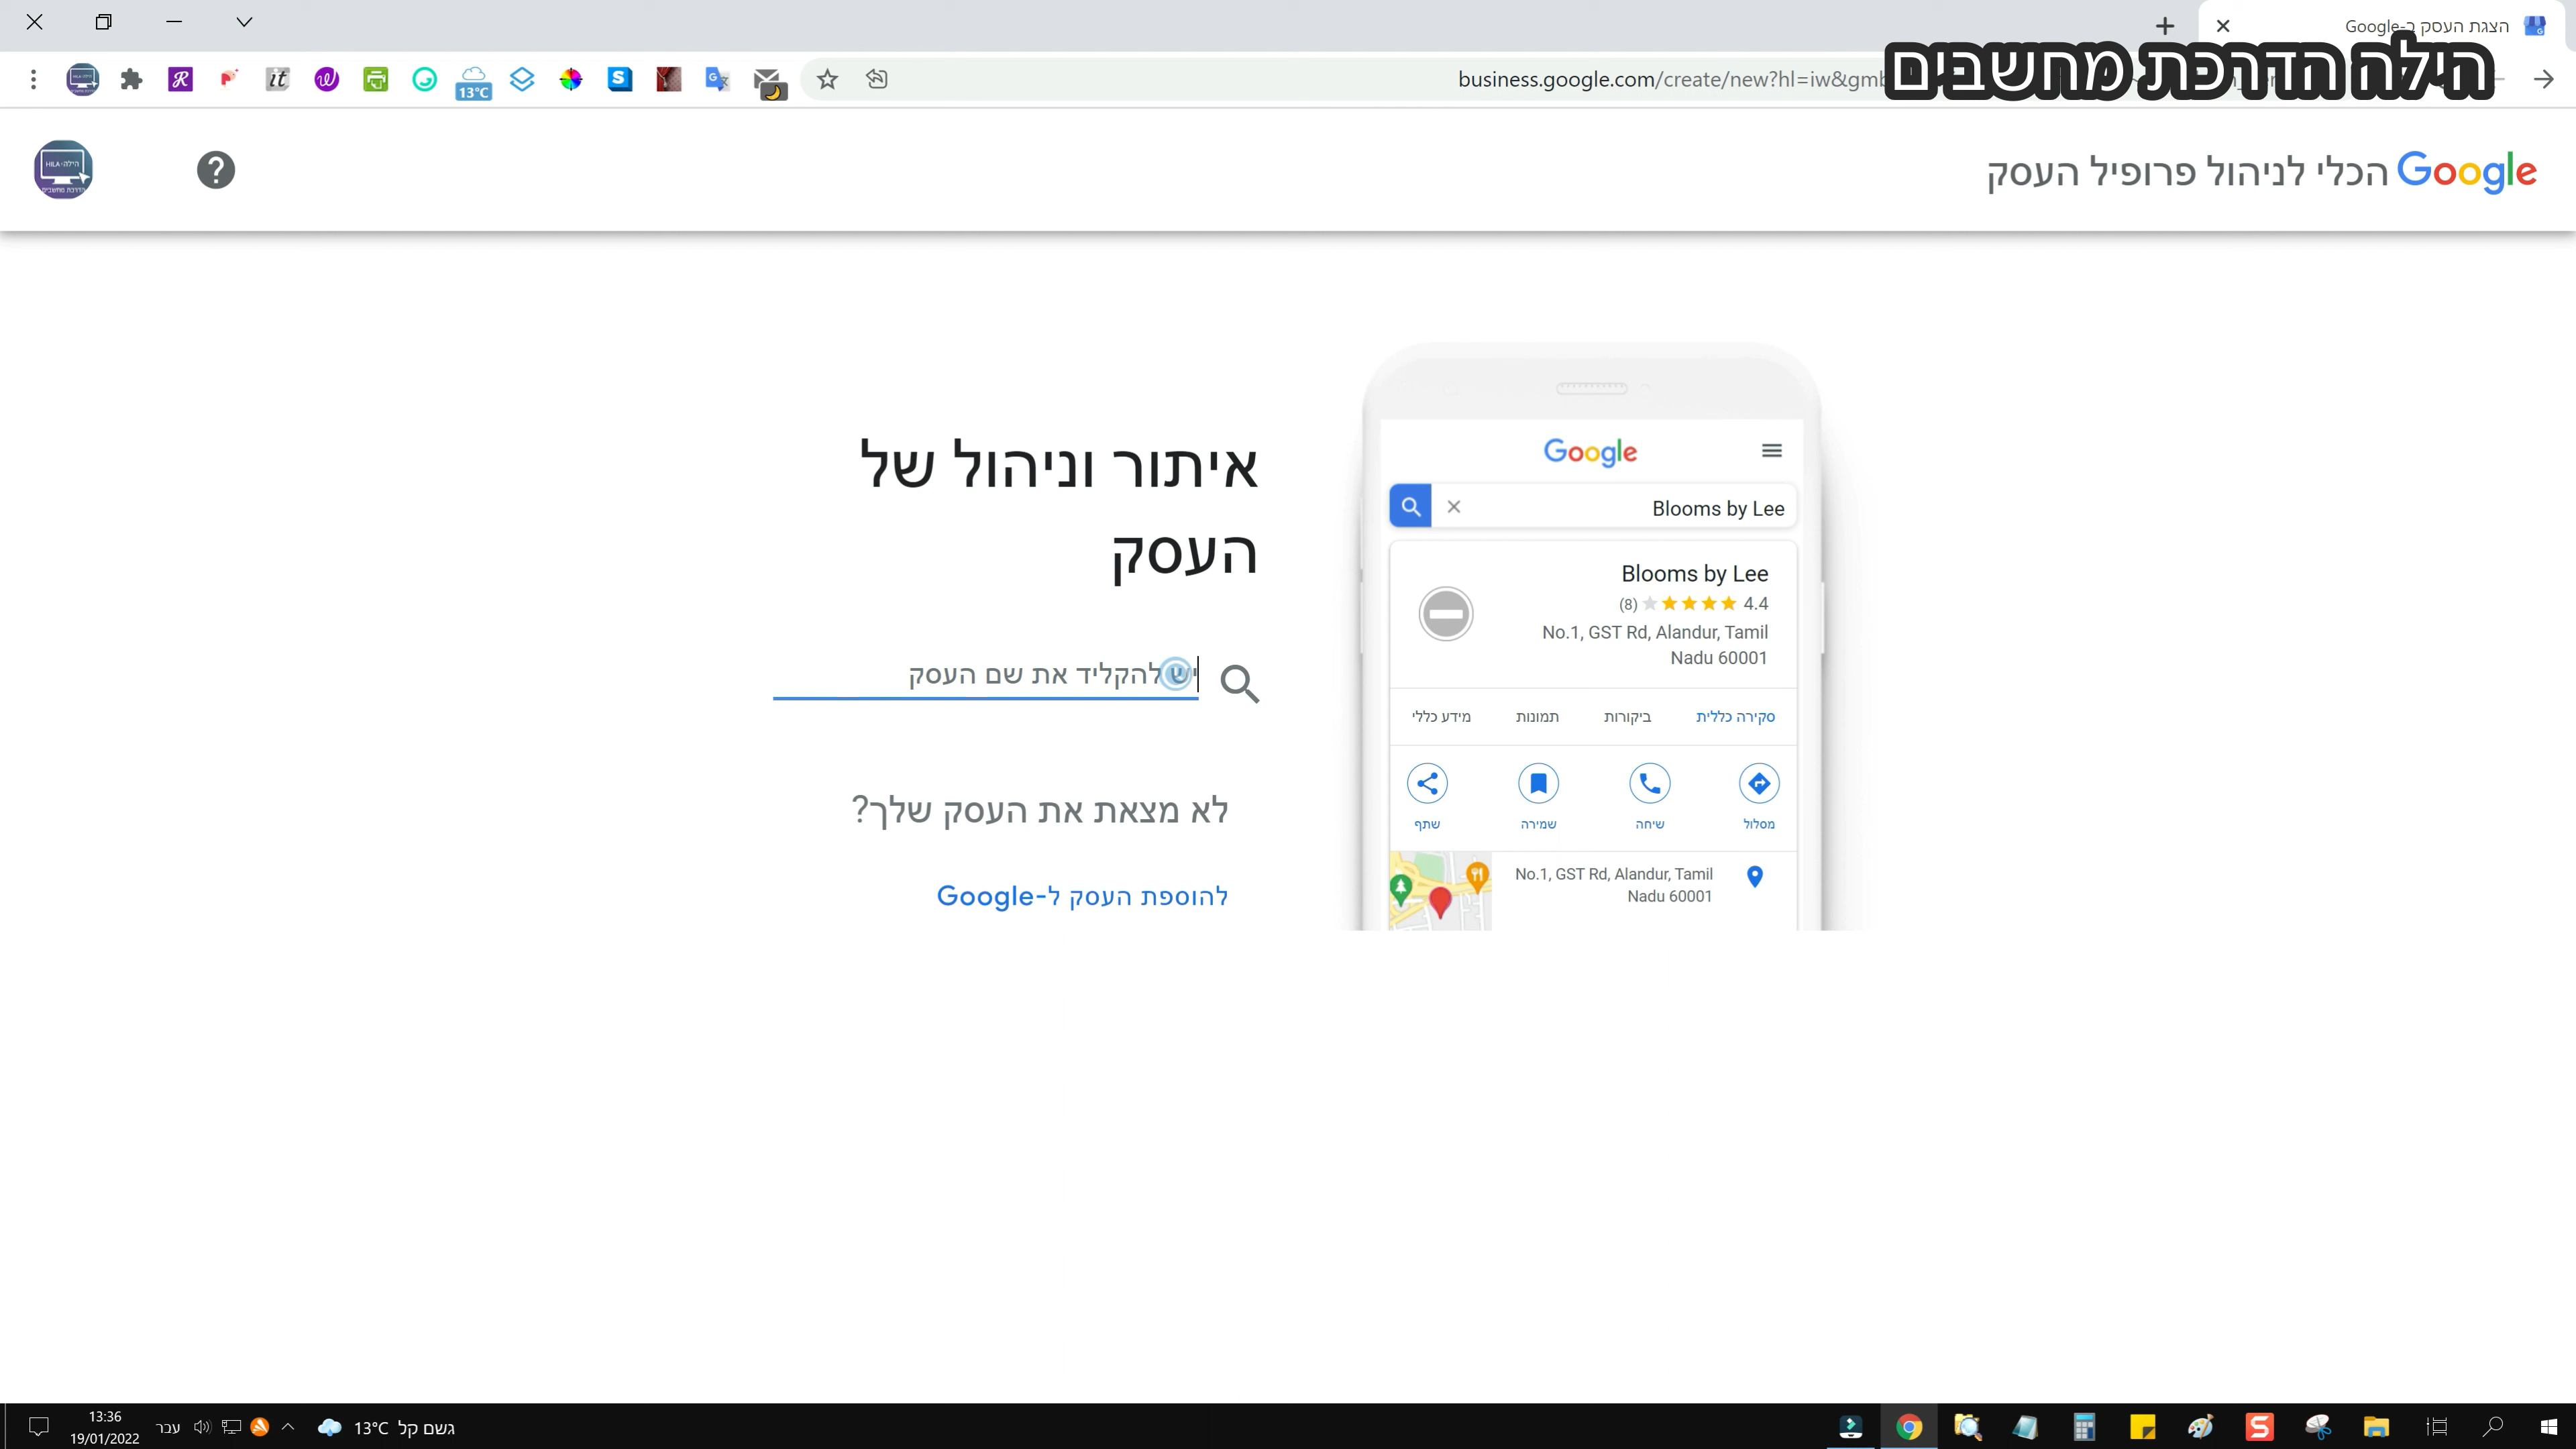 הצגת העסק ב-Google
הילה הדרכת מחשבים
business.google.com/create/new?hl=iw&gmb
13°C
Google הכלי לניהול פרופיל העסק
HILA-הילה
הדרכת מחשבים
איתור וניהול של
העסק
יש להקליד את שם העסק
לא מצאת את העסק שלך?
להוספת העסק ל-Google
Google
Blooms by Lee
Blooms by Lee
4.4 (8)
No.1, GST Rd, Alandur, Tamil
Nadu 60001
סקירה כללית ביקורות תמונות מידע כללי
מסלול שיחה שמירה שתף
No.1, GST Rd, Alandur, Tamil
Nadu 60001
13°C גשם קל
עבר
13:36
19/01/2022